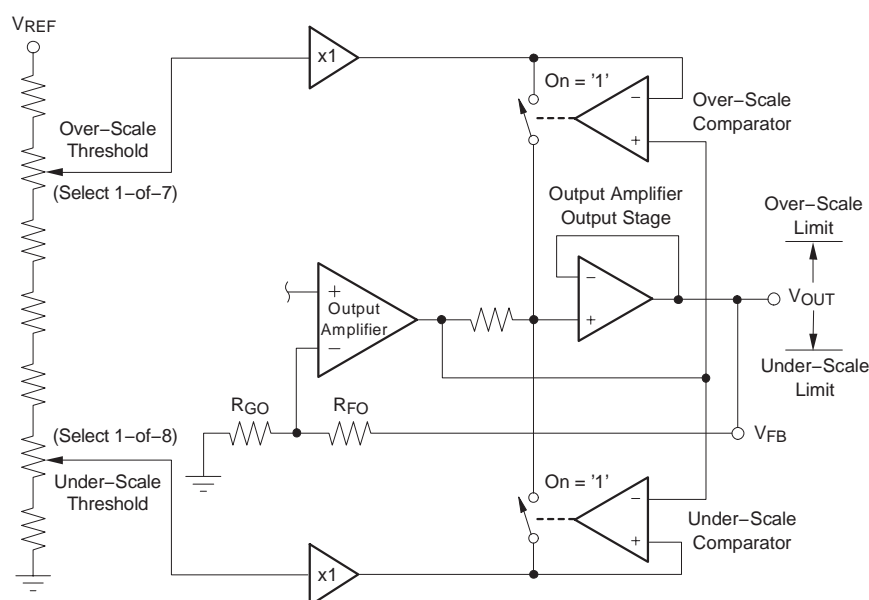 VREF
x1
On = '1'
−
+
Over−Scale
Comparator
Over−Scale
Threshold
(Select 1−of−7)
Output Amplifier
Output Stage
−
+
Over−Scale
Limit
VOUT
Under−Scale
Limit
+
Output
Amplifier
−
RGO
RFO
VFB
(Select 1−of−8)
Under−Scale
Threshold
On = '1'
−
+
Under−Scale
Comparator
x1